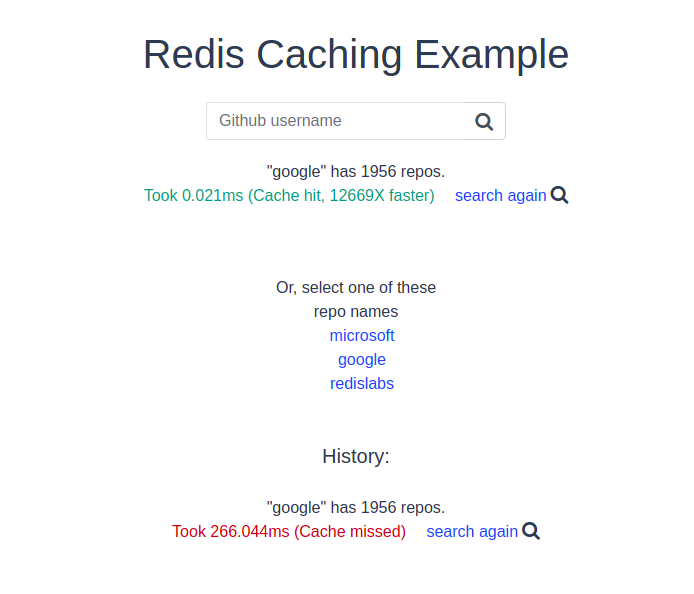 Redis Caching Example
Github username
"google" has 1956 repos.
Took 0.021ms (Cache hit, 12669X faster) search again
Or, select one of these
repo names
microsoft
google
redislabs
History:
"google" has 1956 repos.
Took 266.044ms (Cache missed) search again